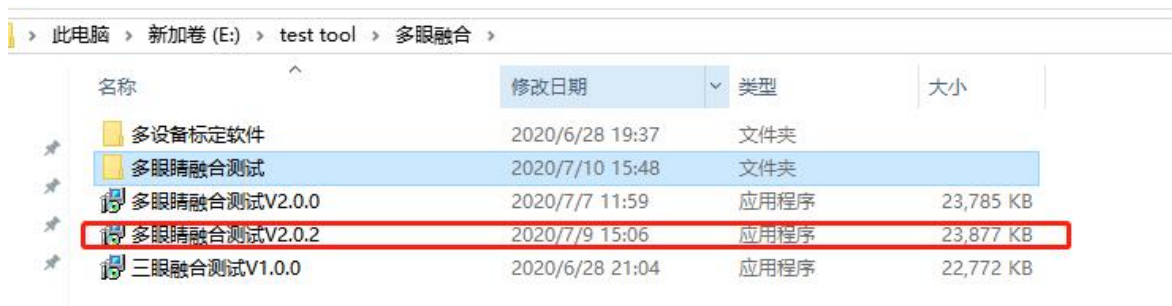 › 此电脑 › 新加卷 (E:) › test tool › 多眼融合 ›
名称 修改日期 类型 大小
多设备标定软件 2020/6/28 19:37 文件夹
多眼睛融合测试 2020/7/10 15:48 文件夹
多眼睛融合测试V2.0.0 2020/7/7 11:59 应用程序 23,785 KB
多眼睛融合测试V2.0.2 2020/7/9 15:06 应用程序 23,877 KB
三眼融合测试V1.0.0 2020/6/28 21:04 应用程序 22,772 KB